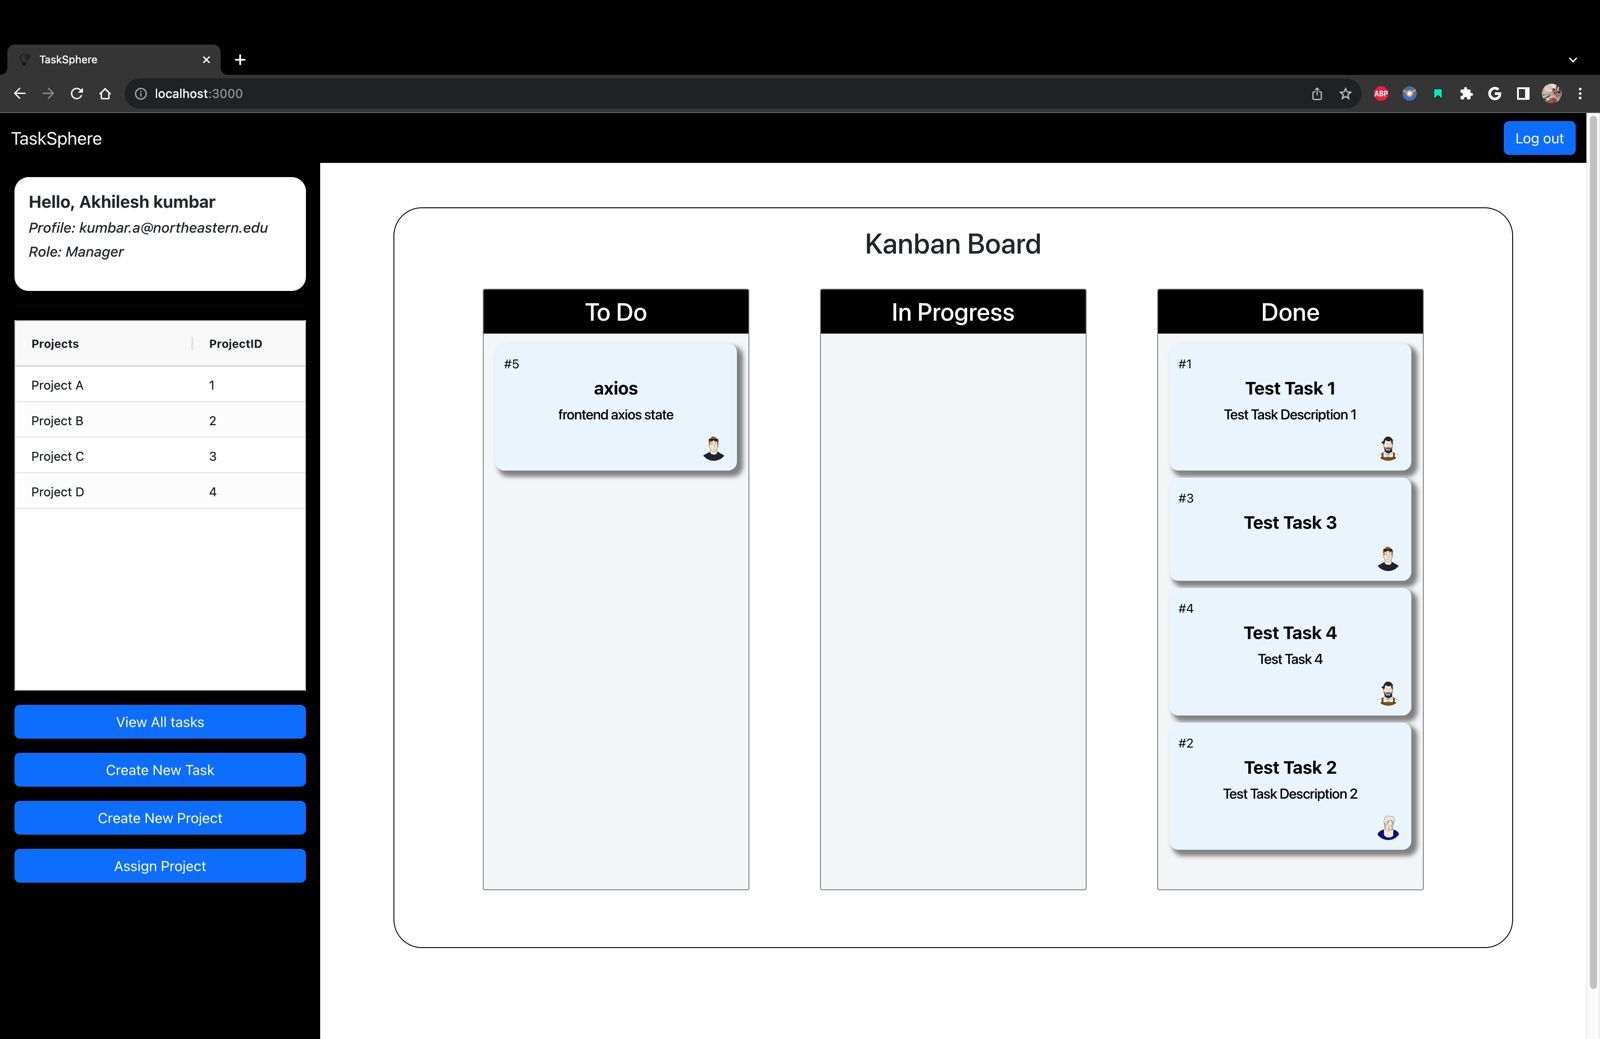 TaskSphere
localhost:3000
ABP
TaskSphere
Log out
Hello, Akhilesh kumbar
Profile: kumbar.a@northeastern.edu
Role: Manager
Projects ProjectID
Project A 1
Project B 2
Project C 3
Project D 4
View All tasks
Create New Task
Create New Project
Assign Project
Kanban Board
To Do
#5
axios
frontend axios state
In Progress
Done
#1
Test Task 1
Test Task Description 1
#3
Test Task 3
#4
Test Task 4
Test Task 4
#2
Test Task 2
Test Task Description 2